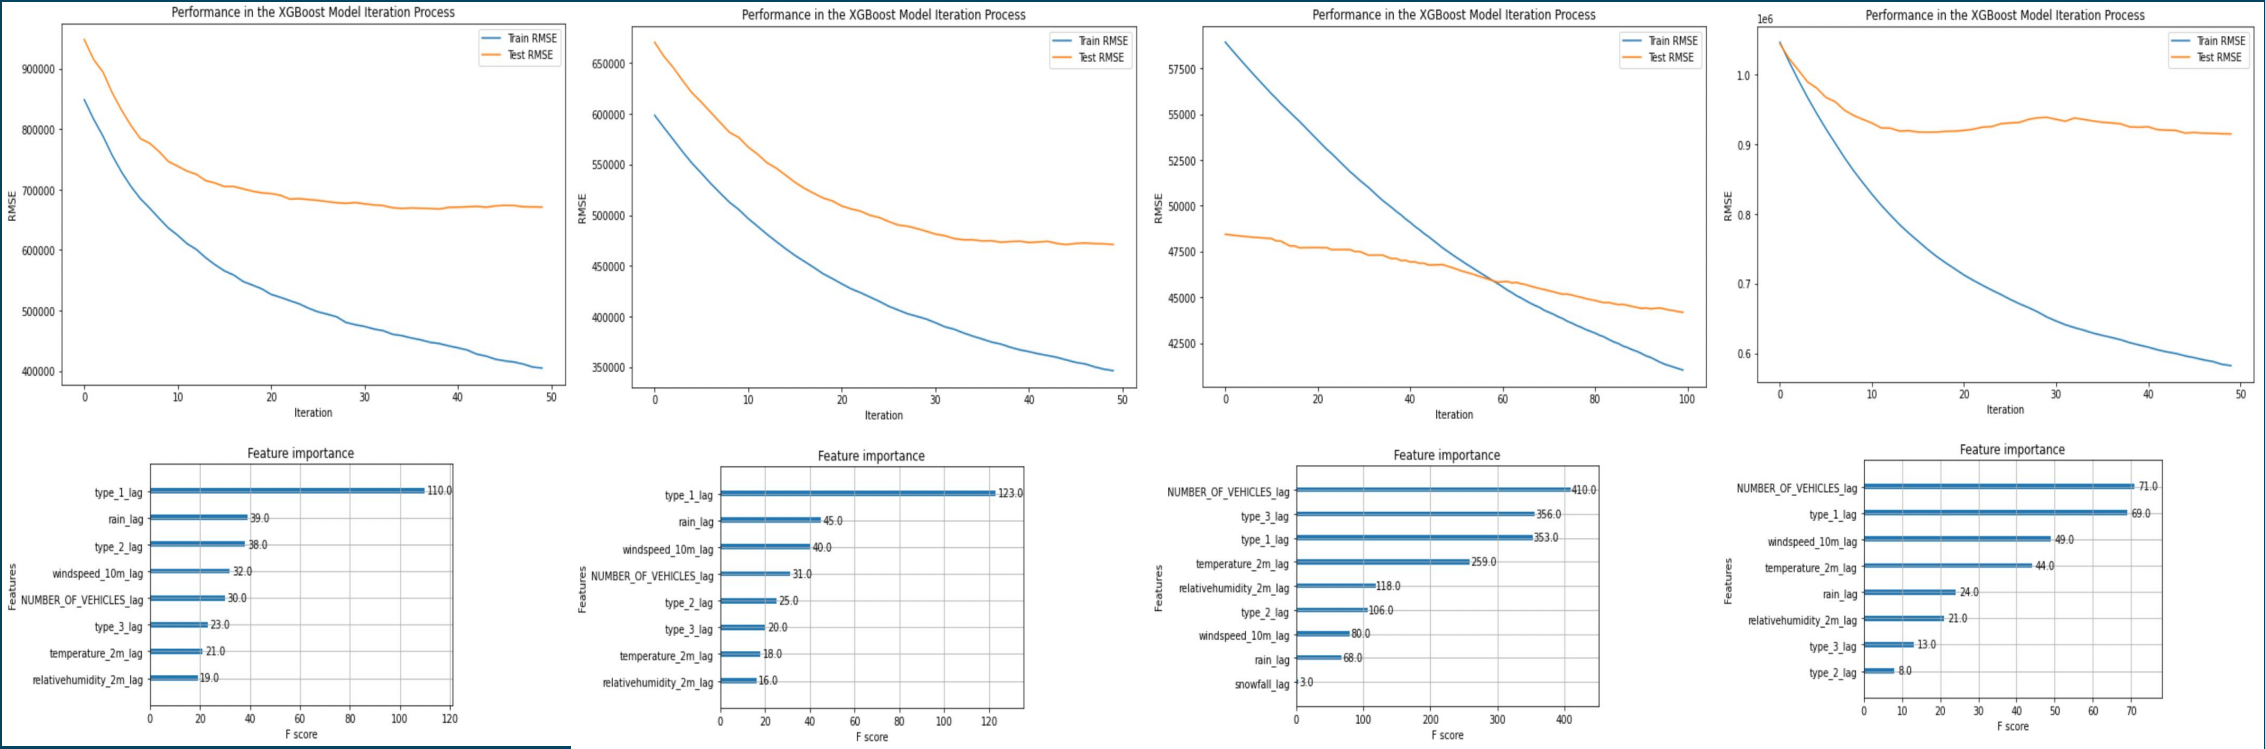 Performance in the XGBoost Model Iteration Process
Train RMSE
Test RMSE
900000
800000
700000
600000
500000
400000
RMSE
0 10 20 30 40 50
Iteration
Performance in the XGBoost Model Iteration Process
Train RMSE
Test RMSE
650000
600000
550000
500000
450000
400000
350000
RMSE
0 10 20 30 40 50
Iteration
Performance in the XGBoost Model Iteration Process
Train RMSE
Test RMSE
57500
55000
52500
50000
47500
45000
42500
RMSE
0 20 40 60 80 100
Iteration
1e6
Performance in the XGBoost Model Iteration Process
Train RMSE
Test RMSE
1.0
0.9
0.8
0.7
0.6
RMSE
0 10 20 30 40 50
Iteration
Feature importance
type_1_lag 110.0
rain_lag 39.0
type_2_lag 38.0
windspeed_10m_lag 32.0
NUMBER_OF_VEHICLES_lag 30.0
type_3_lag 23.0
temperature_2m_lag 21.0
relativehumidity_2m_lag 19.0
Features
0 20 40 60 80 100 120
F score
Feature importance
type_1_lag 123.0
rain_lag 45.0
windspeed_10m_lag 40.0
NUMBER_OF_VEHICLES_lag 31.0
type_2_lag 25.0
type_3_lag 20.0
temperature_2m_lag 18.0
relativehumidity_2m_lag 16.0
Features
0 20 40 60 80 100 120
F score
Feature importance
NUMBER_OF_VEHICLES_lag 410.0
type_3_lag 356.0
type_1_lag 353.0
temperature_2m_lag 259.0
relativehumidity_2m_lag 118.0
type_2_lag 106.0
windspeed_10m_lag 80.0
rain_lag 68.0
snowfall_lag 3.0
Features
0 100 200 300 400
F score
Feature importance
NUMBER_OF_VEHICLES_lag 71.0
type_1_lag 69.0
windspeed_10m_lag 49.0
temperature_2m_lag 44.0
rain_lag 24.0
relativehumidity_2m_lag 21.0
type_3_lag 13.0
type_2_lag 8.0
Features
0 10 20 30 40 50 60 70
F score